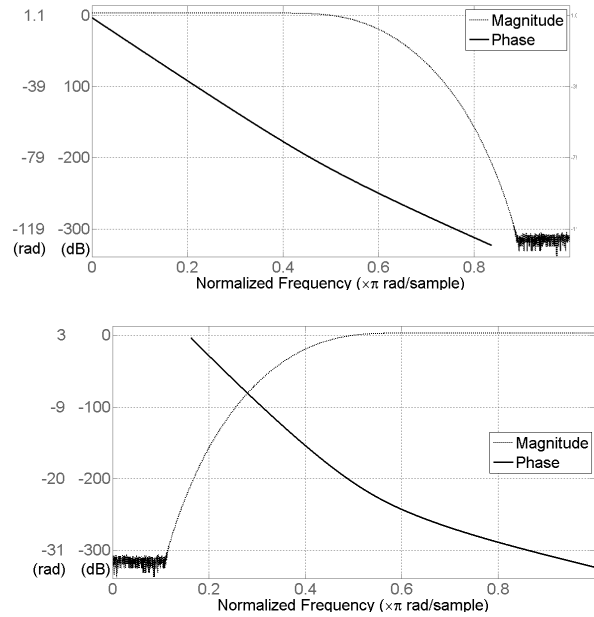 1.1 0
Magnitude
Phase
-39 100
-79 -200
-119 -300
(rad) (dB)
0 0.2 0.4 0.6 0.8
Normalized Frequency (×π rad/sample)
3 0
-9 -100
Magnitude
Phase
-20 -200
-31 -300
(rad) (dB)
0 0.2 0.4 0.6 0.8
Normalized Frequency (×π rad/sample)